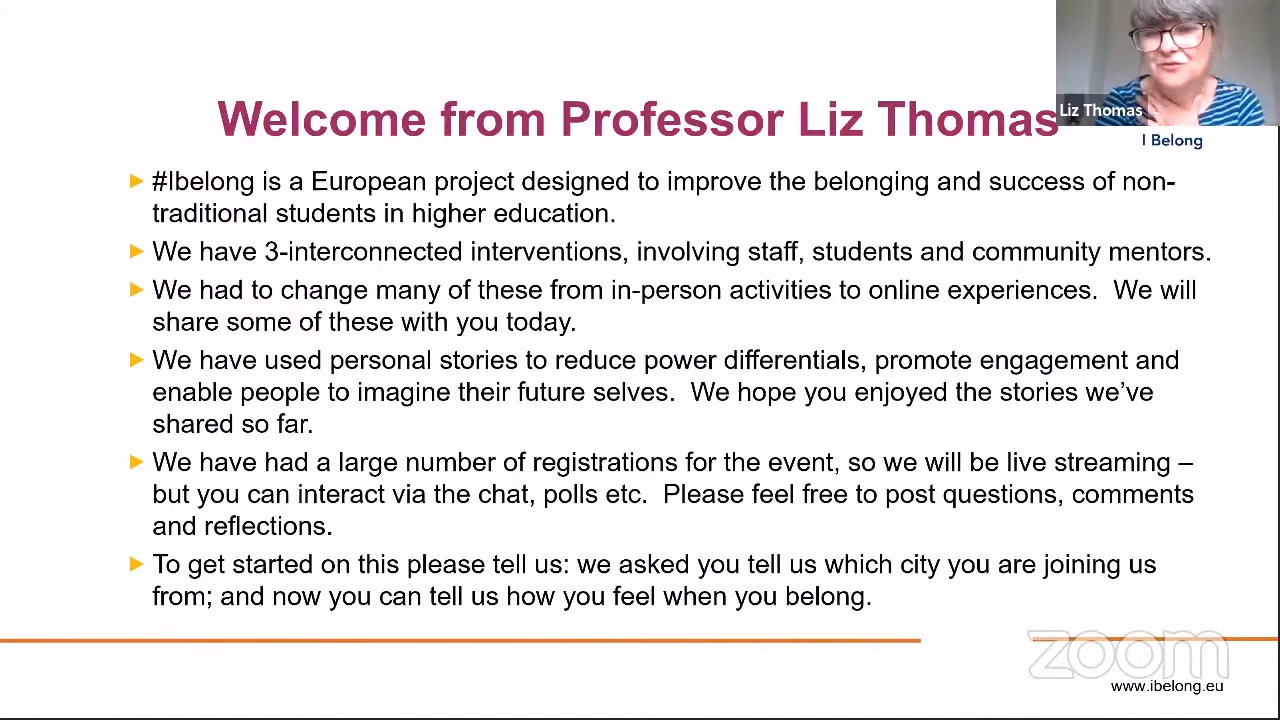 Welcome from Professor Liz Thomas
Liz Thomas
I Belong
#Ibelong is a European project designed to improve the belonging and success of non-
traditional students in higher education.
We have 3-interconnected interventions, involving staff, students and community mentors.
We had to change many of these from in-person activities to online experiences.  We will
share some of these with you today.
We have used personal stories to reduce power differentials, promote engagement and
enable people to imagine their future selves.  We hope you enjoyed the stories we’ve
shared so far.
We have had a large number of registrations for the event, so we will be live streaming –
but you can interact via the chat, polls etc.  Please feel free to post questions, comments
and reflections.
To get started on this please tell us: we asked you tell us which city you are joining us
from; and now you can tell us how you feel when you belong.
zoom
www.ibelong.eu